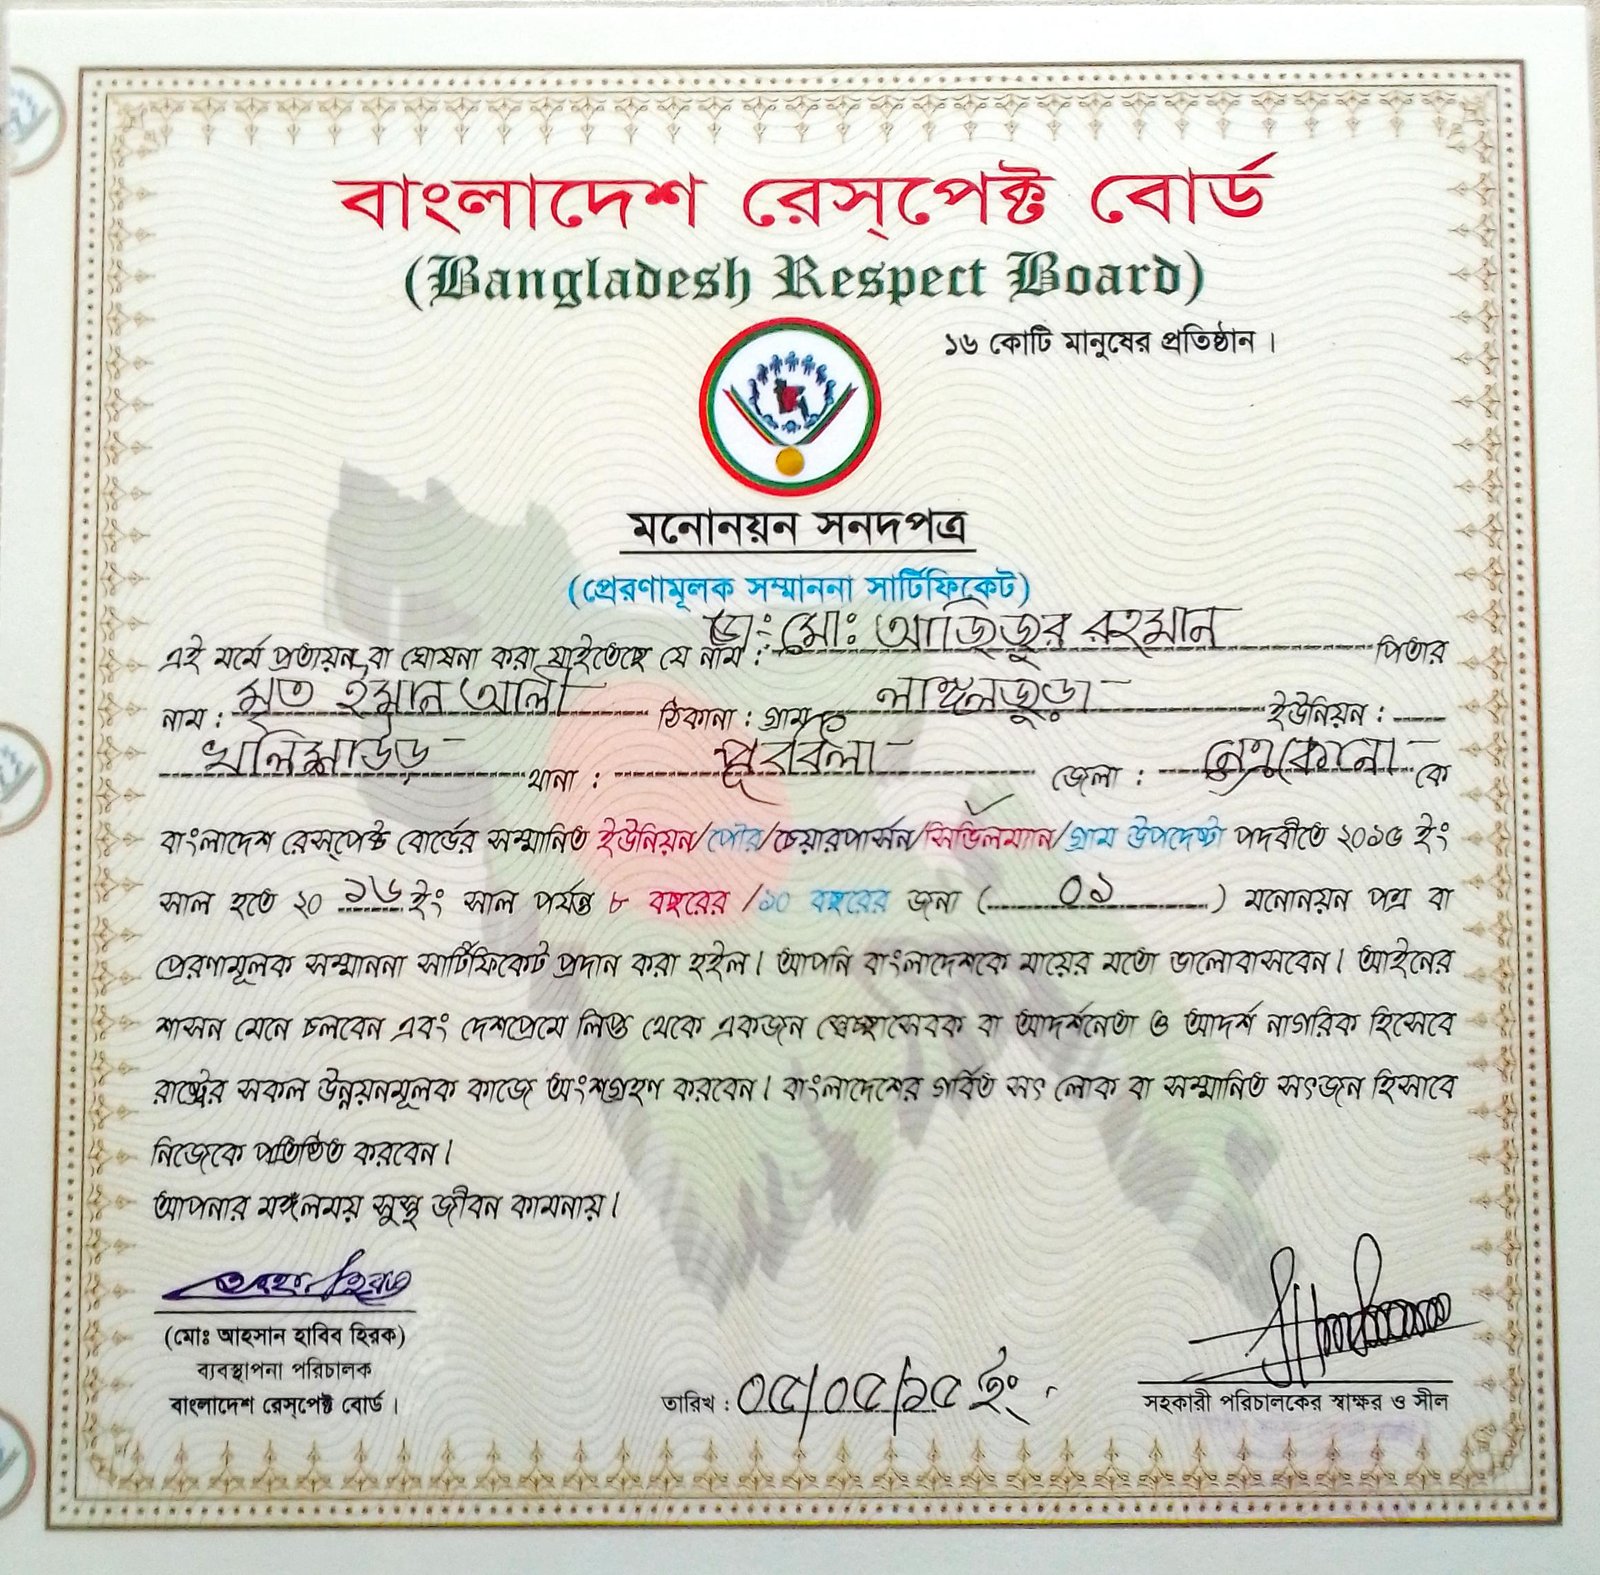 বাংলাদেশ রেস্‌পেক্ট বোর্ড
(Bangladesh Respect Board)
১৬ কোটি মানুষের প্রতিষ্ঠান।
মনোনয়ন সনদপত্র
(প্রেরণামূলক সম্মাননা সার্টিফিকেট)
এই মর্মে প্রত্যয়ন বা ঘোষনা করা যাইতেছে যে নাম : ডা: মো: আজিজুর রহমান পিতার
নাম : মৃত ইমান আলী ঠিকানা : গ্রাম লাঙ্গলজুড়া ইউনিয়ন :
খলিশাউড় থানা : পূর্বধলা জেলা : নেত্রকোনা কে
বাংলাদেশ রেস্‌পেক্ট বোর্ডের সম্মানিত ইউনিয়ন/পৌর/চেয়ারপার্সন/সিভিলম্যান/গ্রাম উপদেষ্টা পদবীতে ২০১৫ ইং
সাল হতে ২০ ১৬ ইং সাল পর্যন্ত ৮ বছরের /১০ বছরের জন্য (০১) মনোনয়ন পত্র বা
প্রেরণামূলক সম্মাননা সার্টিফিকেট প্রদান করা হইল। আপনি বাংলাদেশকে মায়ের মতো ভালোবাসবেন। আইনের
শাসন মেনে চলবেন এবং দেশপ্রেমে লিপ্ত থেকে একজন স্বেচ্ছাসেবক বা আদর্শনেতা ও আদর্শ নাগরিক হিসেবে
রাষ্ট্রের সকল উন্নয়নমূলক কাজে অংশগ্রহণ করবেন। বাংলাদেশের গর্বিত সৎ লোক বা সম্মানিত সৎজন হিসাবে
নিজেকে প্রতিষ্ঠিত করবেন।
আপনার মঙ্গলময় সুস্থ জীবন কামনায়।
(মোঃ আহসান হাবিব হিরক)
ব্যবস্থাপনা পরিচালক
বাংলাদেশ রেস্‌পেক্ট বোর্ড।
তারিখ : ০৫/০৫/১৫ ইং
সহকারী পরিচালকের স্বাক্ষর ও সীল